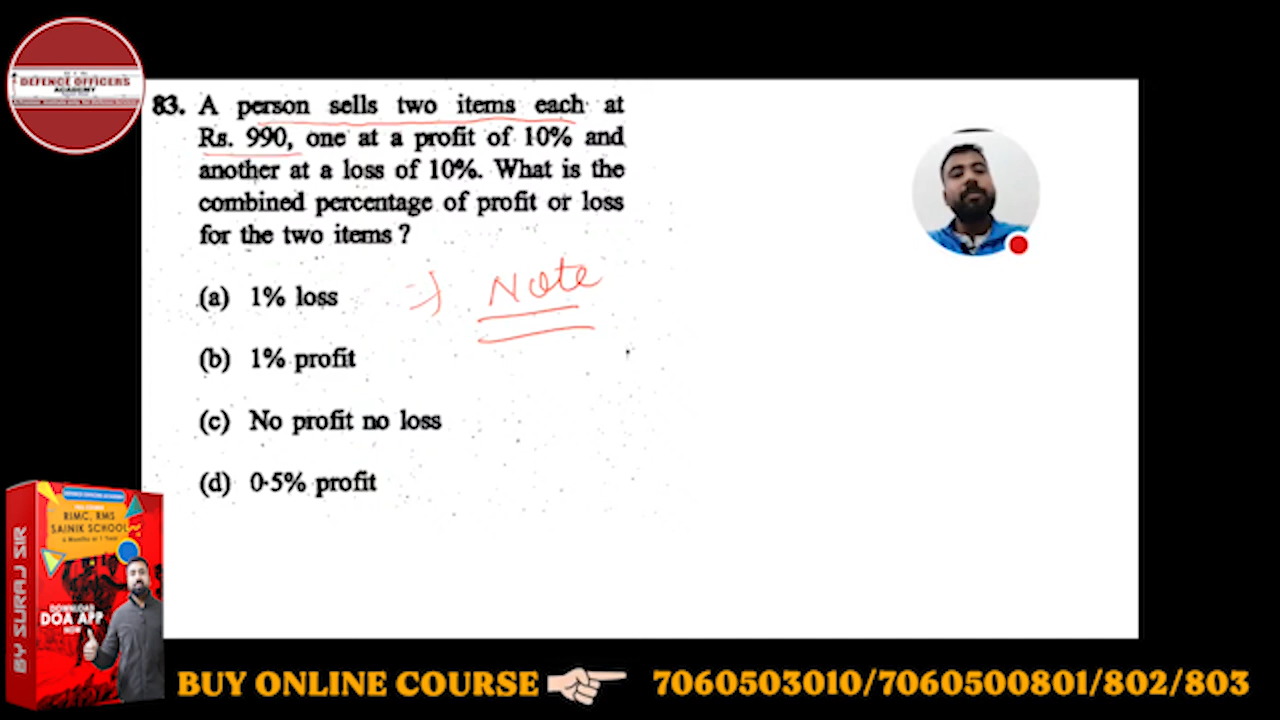 DEFENCE OFFICERS
ACADEMY
83. A person sells two items each at
Rs. 990, one at a profit of 10% and
another at a loss of 10%. What is the
combined percentage of profit or loss
for the two items ?
(a) 1% loss
⇒ Note
(b) 1% profit
(c) No profit no loss
(d) 0·5% profit
BY SURAJ SIR
RIMC, RMS
SAINIK SCHOOL
DOWNLOAD
DOA APP
NOW
BUY ONLINE COURSE
7060503010/7060500801/802/803